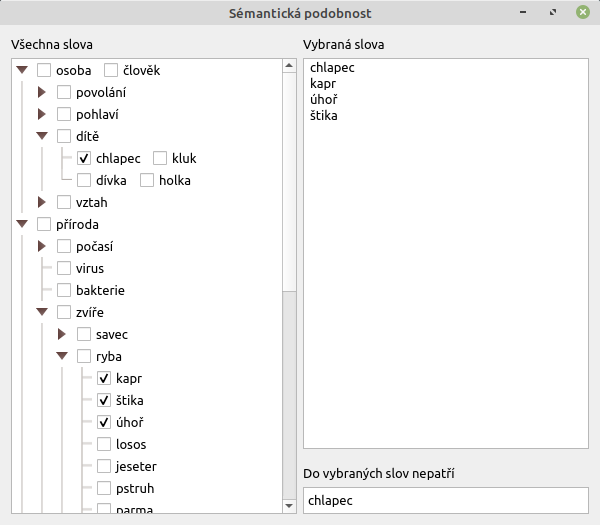 Sémantická podobnost
Všechna slova
osoba člověk
povolání
pohlaví
dítě
chlapec kluk
dívka holka
vztah
příroda
počasí
virus
bakterie
zvíře
savec
ryba
kapr
štika
úhoř
losos
jeseter
pstruh
parma
Vybraná slova
chlapec
kapr
úhoř
štika
Do vybraných slov nepatří
chlapec